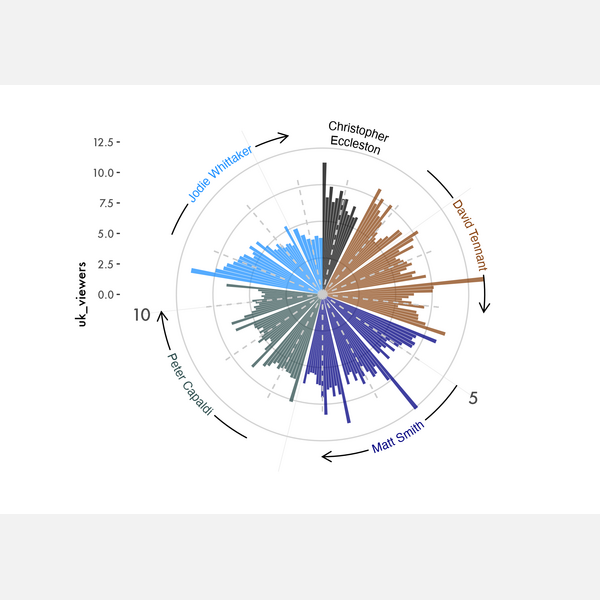 Christopher
Eccleston
Jodie Whittaker
David Tennant
Peter Capaldi
Matt Smith
12.5
10.0
7.5
5.0
2.5
0.0
uk_viewers
10
5